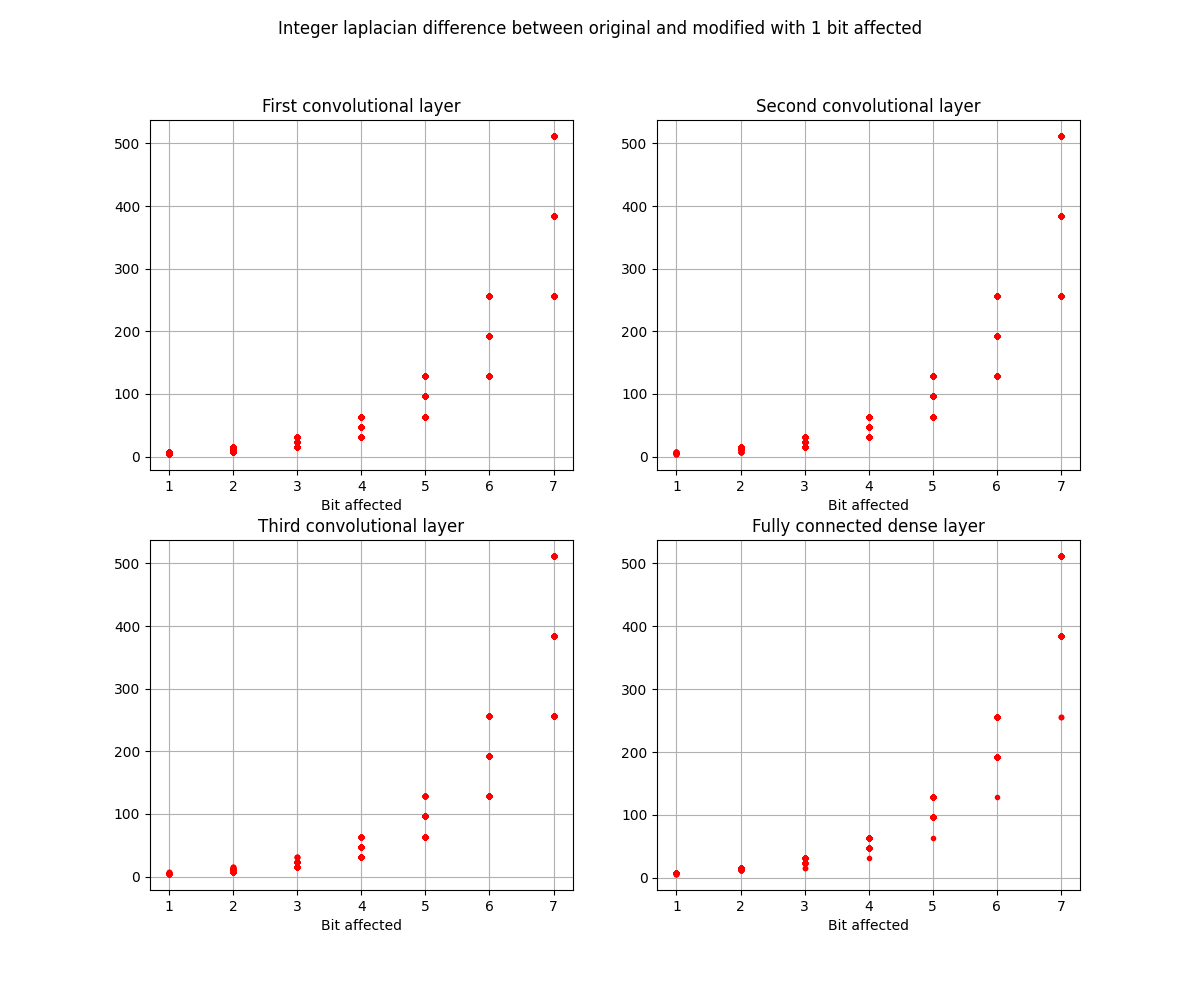 Integer laplacian difference between original and modified with 1 bit affected
First convolutional layer
Second convolutional layer
500
400
300
200
100
0
1 2 3 4 5 6 7
Bit affected
500
400
300
200
100
0
1 2 3 4 5 6 7
Bit affected
Third convolutional layer
Fully connected dense layer
500
400
300
200
100
0
1 2 3 4 5 6 7
Bit affected
500
400
300
200
100
0
1 2 3 4 5 6 7
Bit affected